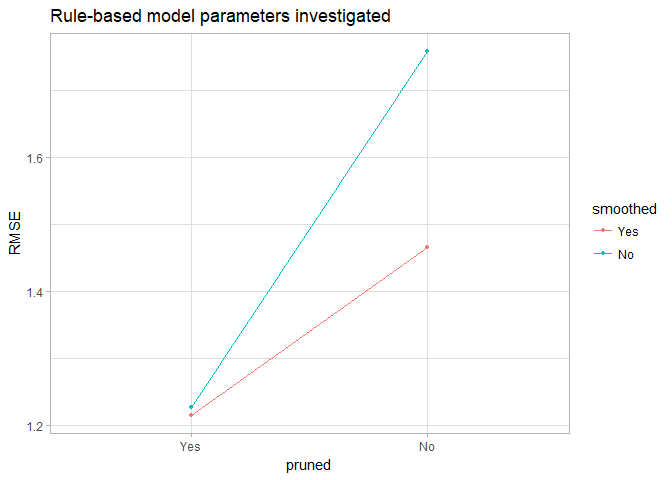 Rule-based model parameters investigated
RMSE
1.6
1.4
1.2
Yes
No
pruned
smoothed
Yes
No